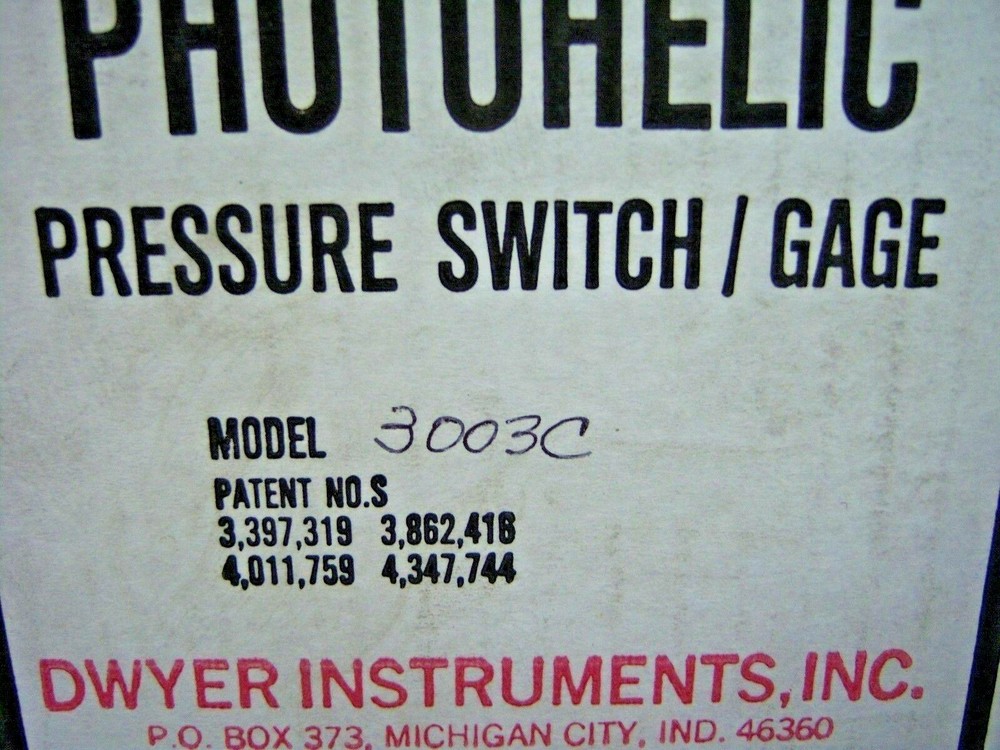 PHOTOHELIC
PRESSURE SWITCH / GAGE
MODEL 3003C
PATENT NO.S
3,397,319 3,862,416
4,011,759 4,347,744
DWYER INSTRUMENTS, INC.
P.O. BOX 373, MICHIGAN CITY, IND. 46360